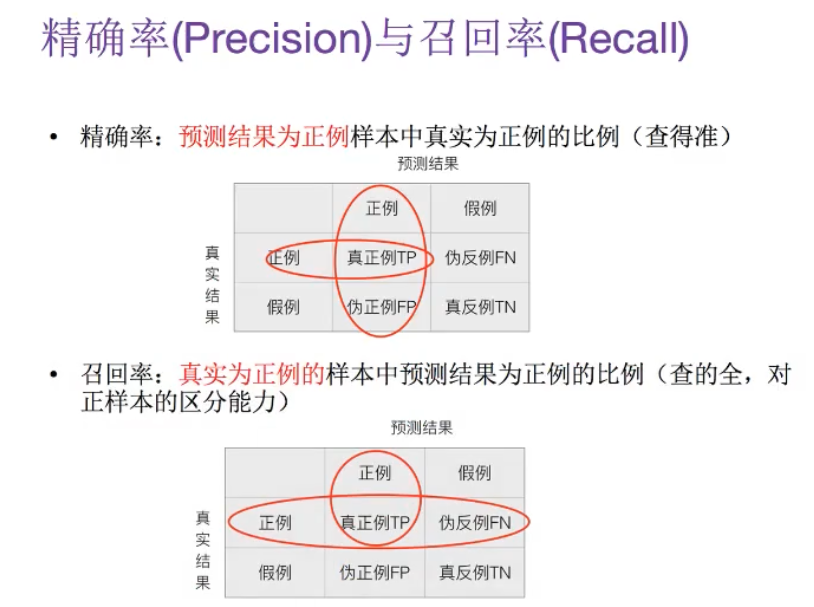 精确率(Precision)与召回率(Recall)
• 精确率：预测结果为正例样本中真实为正例的比例（查得准）
预测结果
正例 假例
真实结果
正例 真正例TP 伪反例FN
假例 伪正例FP 真反例TN
• 召回率：真实为正例的样本中预测结果为正例的比例（查的全，对
正样本的区分能力）
预测结果
正例 假例
真实结果
正例 真正例TP 伪反例FN
假例 伪正例FP 真反例TN